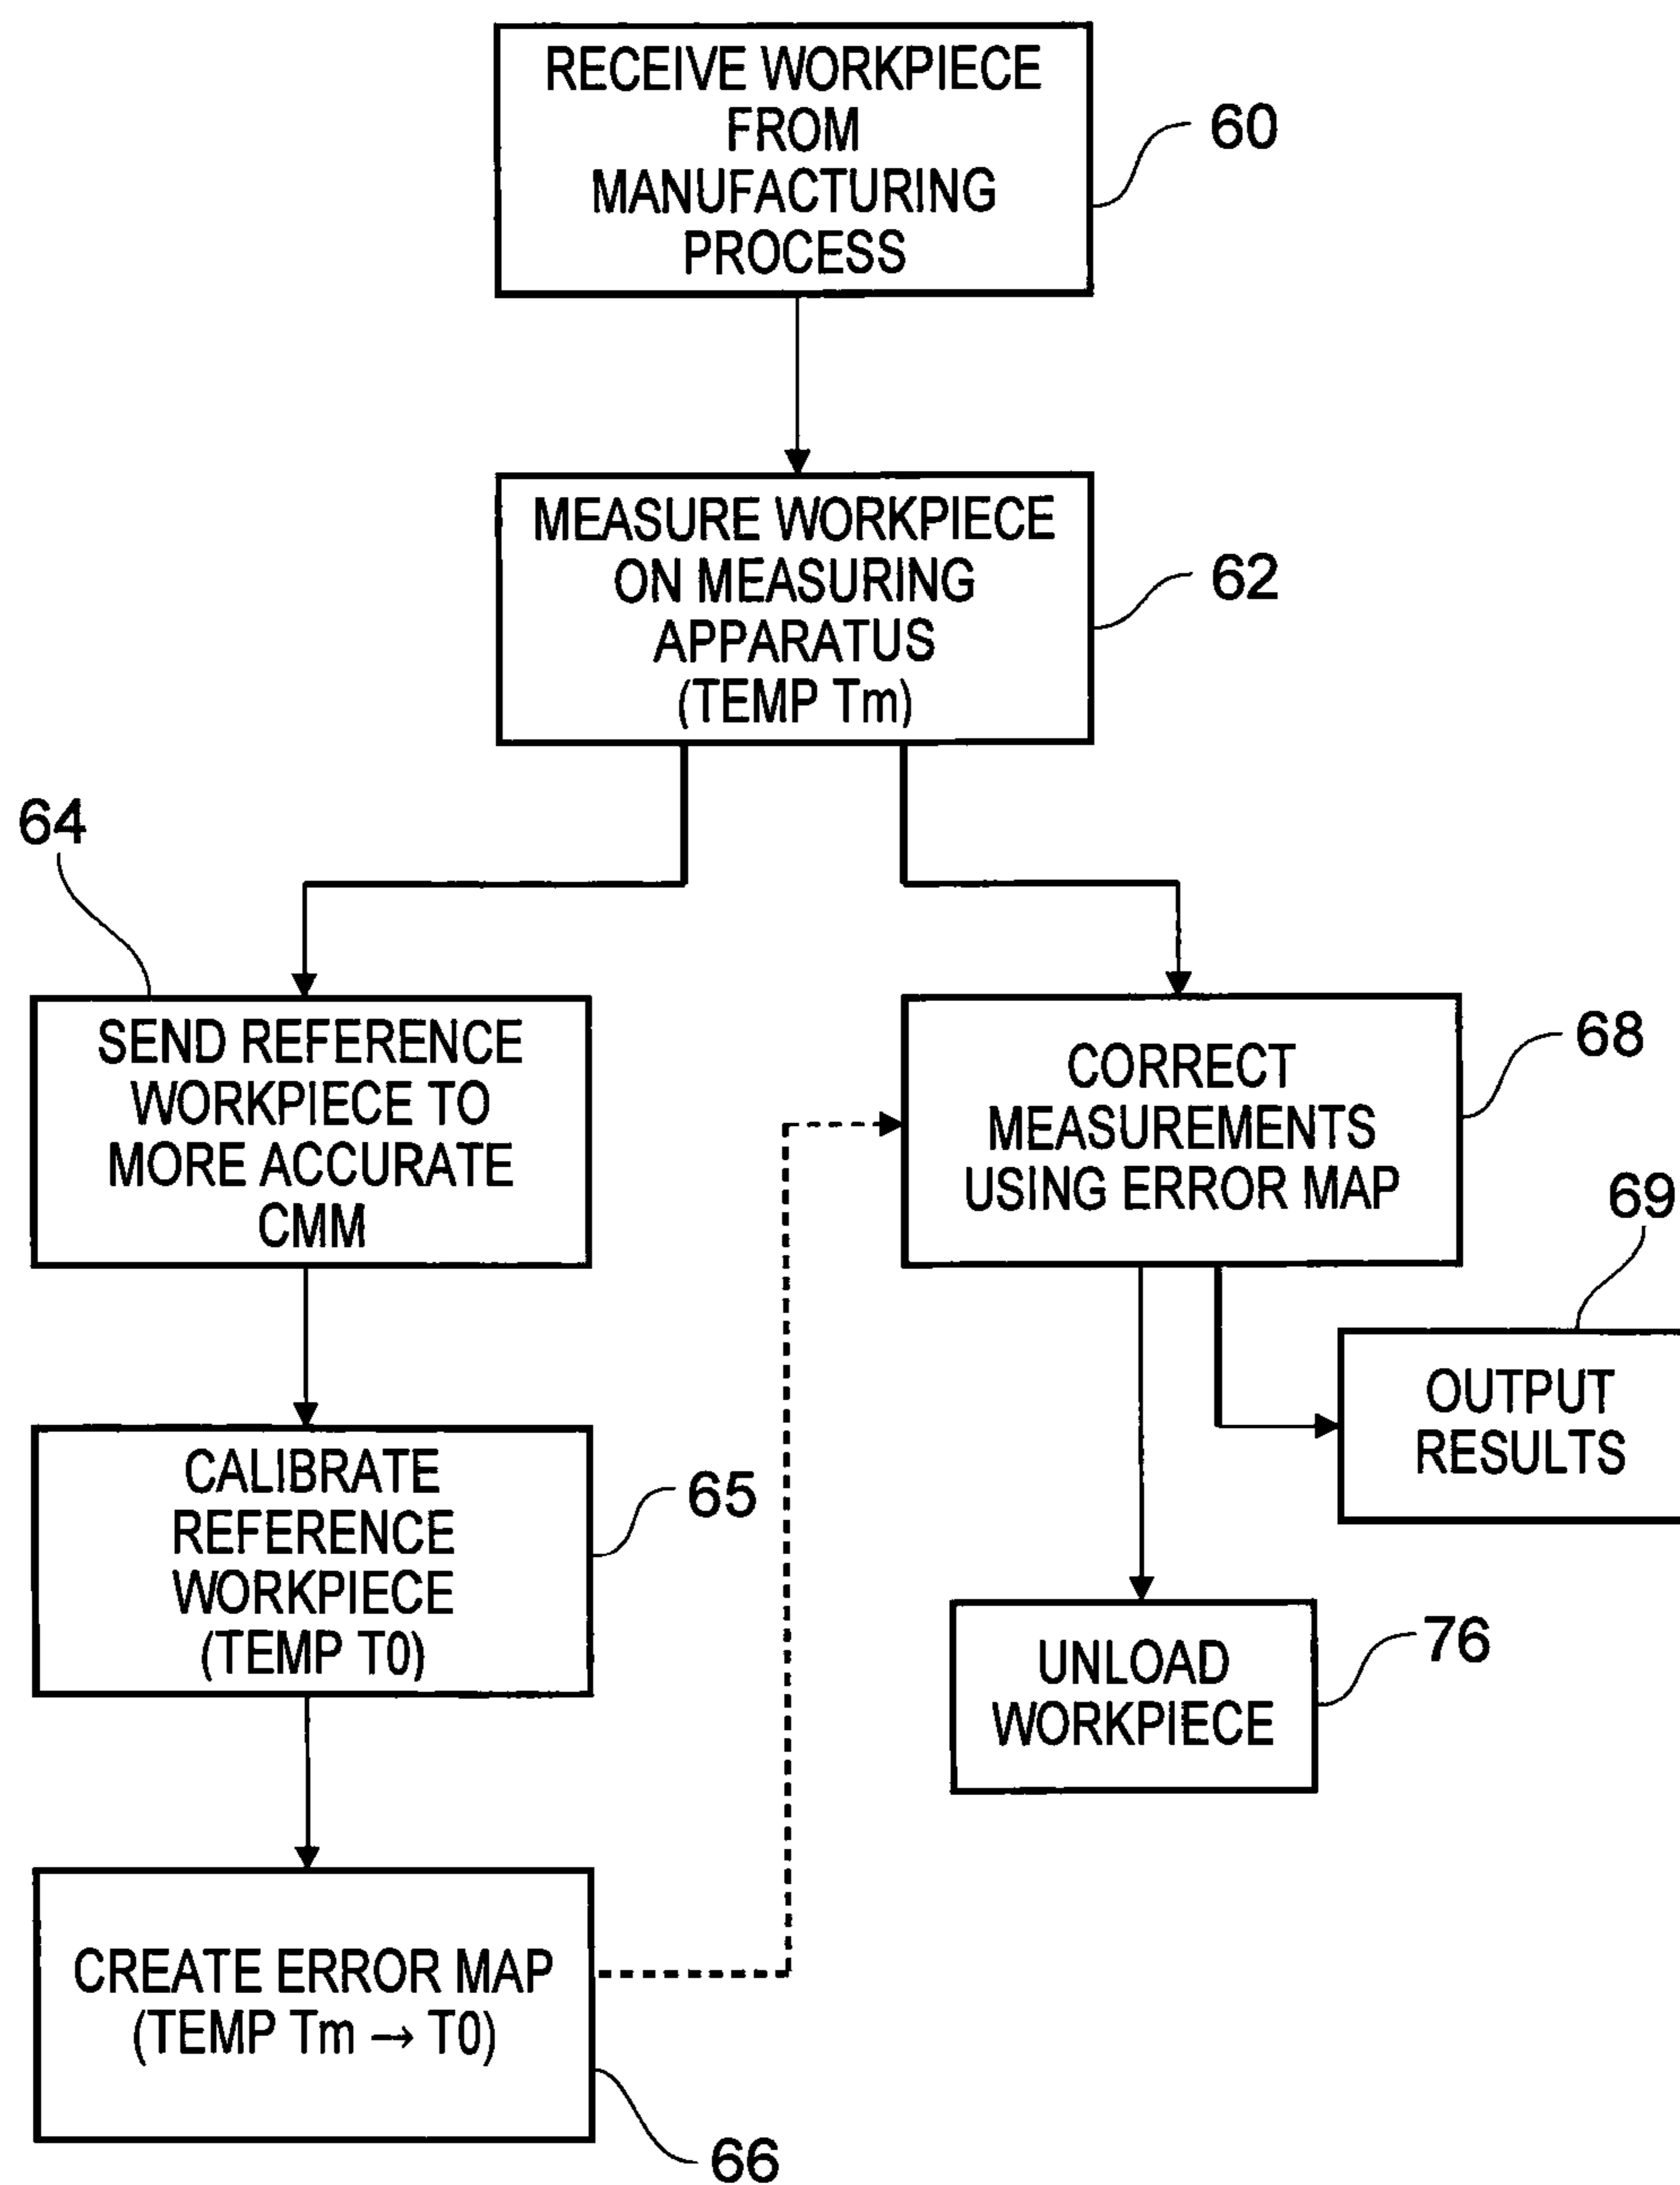 RECEIVE WORKPIECE
FROM
MANUFACTURING
PROCESS
60
MEASURE WORKPIECE
ON MEASURING
APPARATUS
(TEMP Tm)
62
64
SEND REFERENCE
WORKPIECE TO
MORE ACCURATE
CMM
CORRECT
MEASUREMENTS
USING ERROR MAP
68
69
OUTPUT
RESULTS
CALIBRATE
REFERENCE
WORKPIECE
(TEMP T0)
65
UNLOAD
WORKPIECE
76
CREATE ERROR MAP
(TEMP Tm → T0)
66